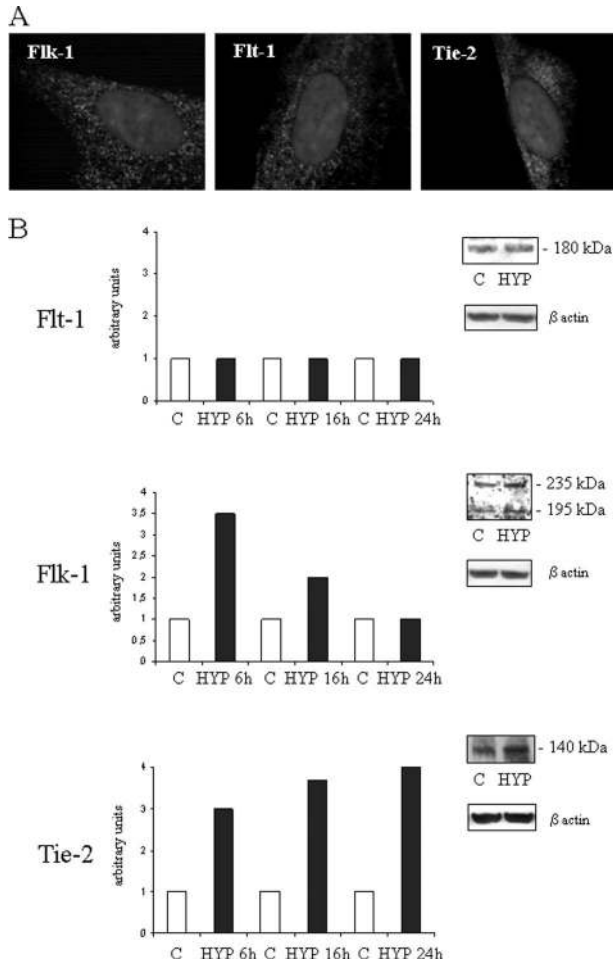 A
Flk-1
Flt-1
Tie-2
B
Flt-1
arbitrary units
4
3
2
1
0
C HYP 6h C HYP 16h C HYP 24h
- 180 kDa
C HYP
β actin
Flk-1
arbitrary units
4
3,5
3
2,5
2
1,5
1
0,5
0
C HYP 6h C HYP 16h C HYP 24h
- 235 kDa
- 195 kDa
C HYP
β actin
Tie-2
arbitrary units
4
3
2
1
0
C HYP 6h C HYP 16h C HYP 24h
- 140 kDa
C HYP
β actin